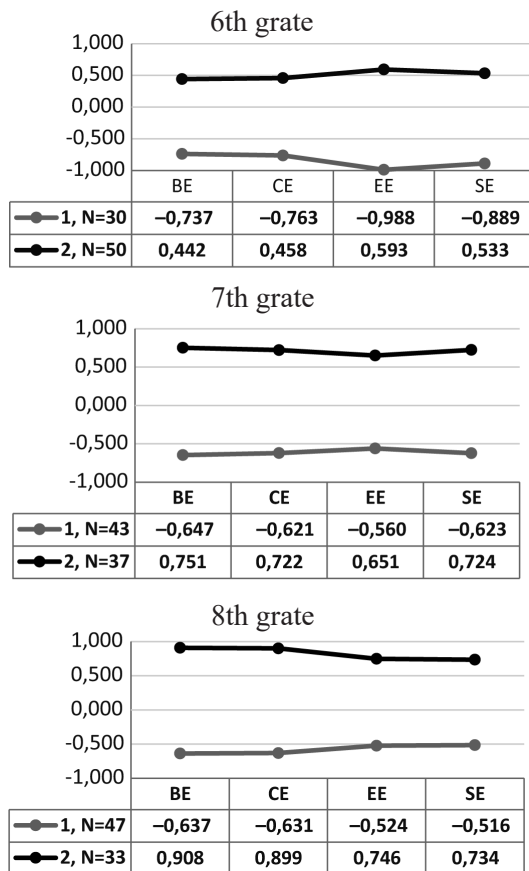 6th grate
1,000
0,500
0,000
-0,500
-1,000
BE CE EE SE
1, N=30 –0,737 –0,763 –0,988 –0,889
2, N=50 0,442 0,458 0,593 0,533
7th grate
1,000
0,500
0,000
-0,500
-1,000
BE CE EE SE
1, N=43 –0,647 –0,621 –0,560 –0,623
2, N=37 0,751 0,722 0,651 0,724
8th grate
1,000
0,500
0,000
-0,500
-1,000
BE CE EE SE
1, N=47 –0,637 –0,631 –0,524 –0,516
2, N=33 0,908 0,899 0,746 0,734